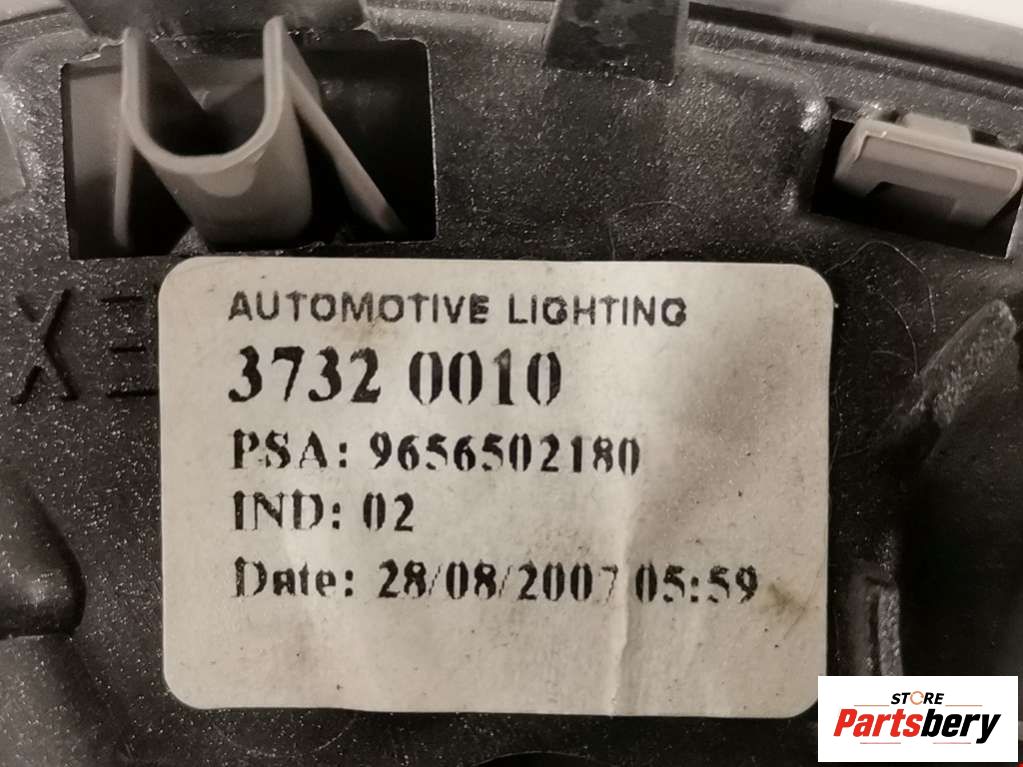 AUTOMOTIVE LIGHTING
3732 0010
PSA: 9656502180
IND: 02
Date: 28/08/2007 05:59
STORE
Partsbery